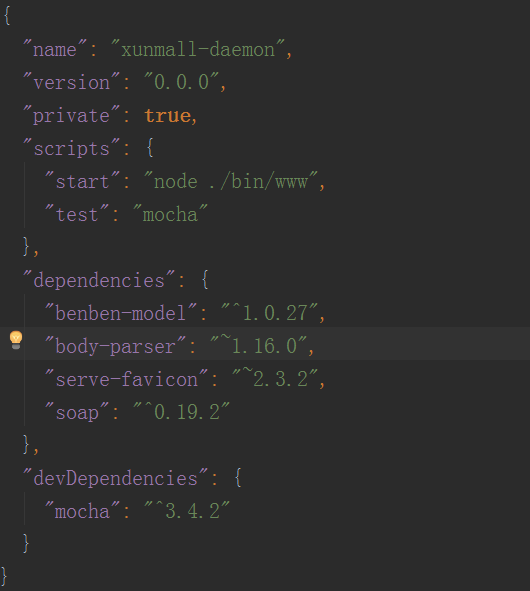 {
"name": "xunmall-daemon",
"version": "0.0.0",
"private": true,
"scripts": {
"start": "node ./bin/www",
"test": "mocha"
},
"dependencies": {
"benben-model": "^1.0.27",
"body-parser": "~1.16.0",
"serve-favicon": "~2.3.2",
"soap": "^0.19.2"
},
"devDependencies": {
"mocha": "^3.4.2"
}
}